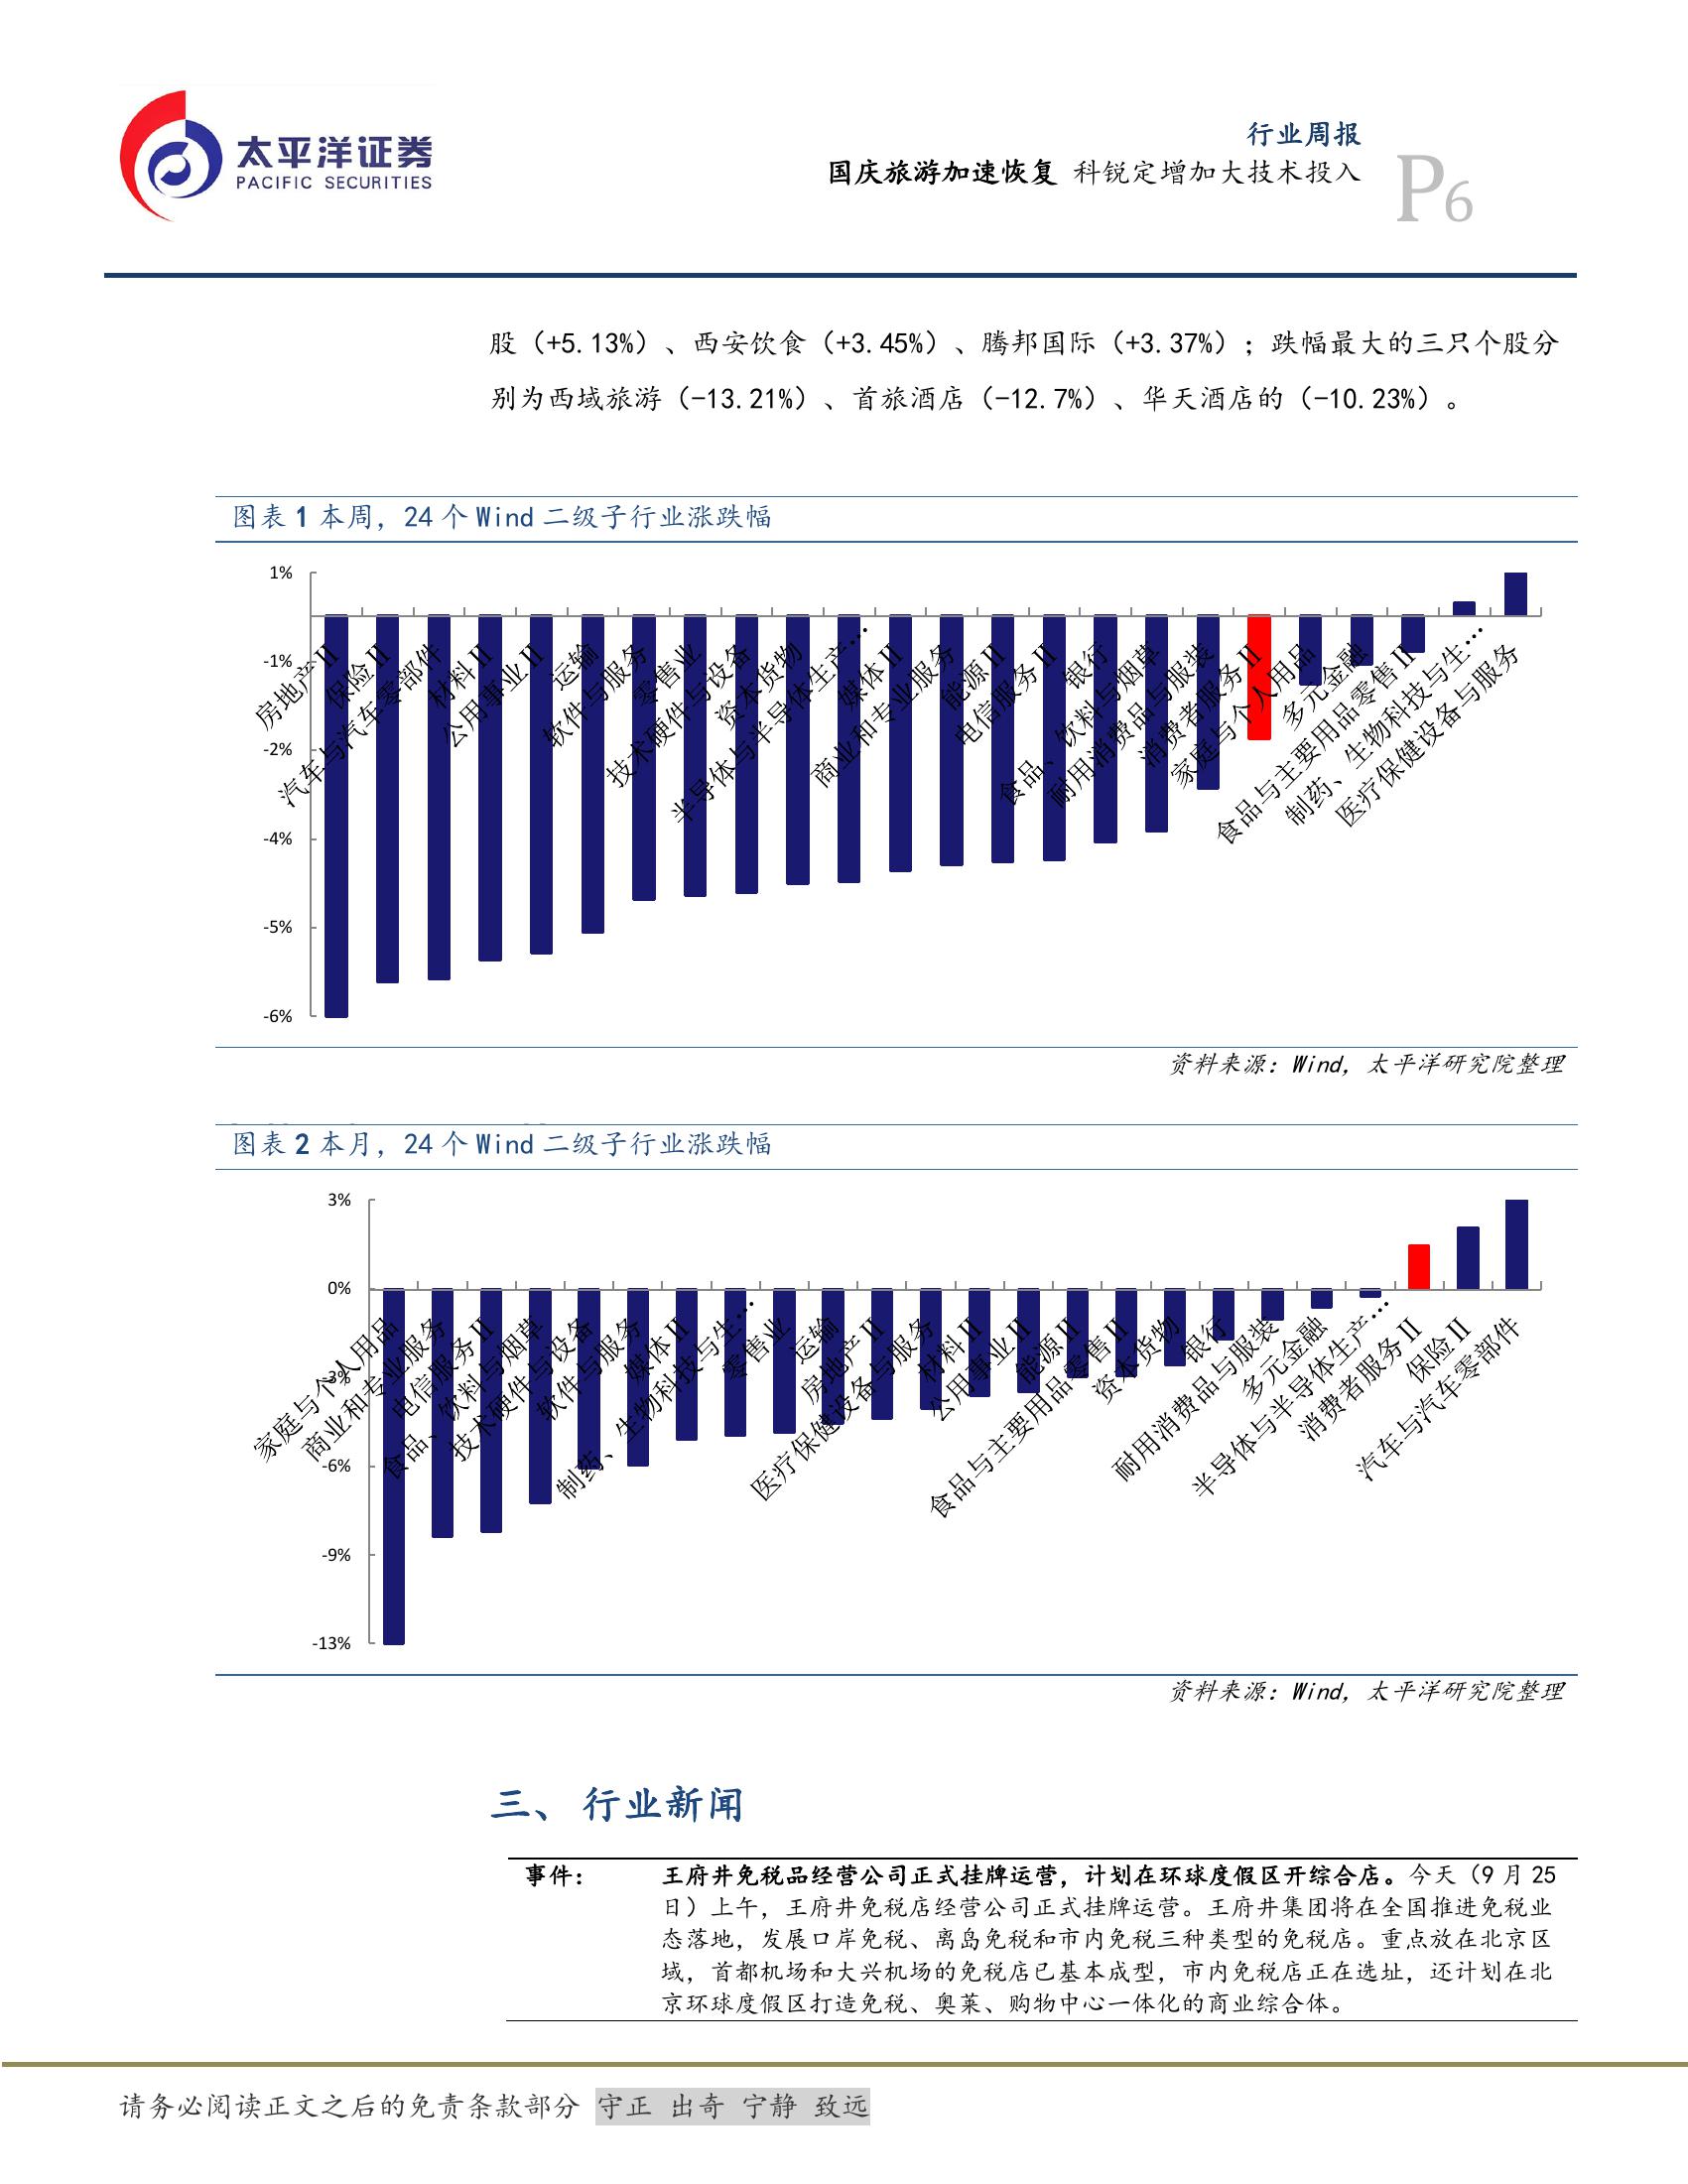 太平洋证券
PACIFIC SECURITIES
行业周报
国庆旅游加速恢复 科锐定增加大技术投入
P6
股（+5.13%）、西安饮食（+3.45%）、腾邦国际（+3.37%）；跌幅最大的三只个股分
别为西域旅游（-13.21%）、首旅酒店（-12.7%）、华天酒店的（-10.23%）。
图表 1 本周，24 个 Wind 二级子行业涨跌幅
1%
-1%
-2%
-4%
-5%
-6%
房地产Ⅱ
保险Ⅱ
汽车与汽车零部件
材料Ⅱ
公用事业Ⅱ
运输
软件与服务
零售业
技术硬件与设备
资本货物
半导体与半导体生产…
媒体Ⅱ
商业和专业服务
能源Ⅱ
电信服务Ⅱ
银行
食品、饮料与烟草
耐用消费品与服装
消费者服务Ⅱ
家庭与个人用品
多元金融
食品与主要用品零售Ⅱ
制药、生物科技与生…
医疗保健设备与服务
资料来源：Wind，太平洋研究院整理
图表 2 本月，24 个 Wind 二级子行业涨跌幅
3%
0%
-3%
-6%
-9%
-13%
家庭与个人用品
商业和专业服务
电信服务Ⅱ
食品、饮料与烟草
技术硬件与设备
软件与服务
媒体Ⅱ
制药、生物科技与生…
零售业
运输
房地产Ⅱ
医疗保健设备与服务
材料Ⅱ
公用事业Ⅱ
能源Ⅱ
食品与主要用品零售Ⅱ
资本货物
银行
耐用消费品与服装
多元金融
半导体与半导体生产…
消费者服务Ⅱ
保险Ⅱ
汽车与汽车零部件
资料来源：Wind，太平洋研究院整理
三、 行业新闻
事件： 王府井免税品经营公司正式挂牌运营，计划在环球度假区开综合店。今天（9 月 25
日）上午，王府井免税店经营公司正式挂牌运营。王府井集团将在全国推进免税业
态落地，发展口岸免税、离岛免税和市内免税三种类型的免税店。重点放在北京区
域，首都机场和大兴机场的免税店已基本成型，市内免税店正在选址，还计划在北
京环球度假区打造免税、奥莱、购物中心一体化的商业综合体。
请务必阅读正文之后的免责条款部分 守正 出奇 宁静 致远